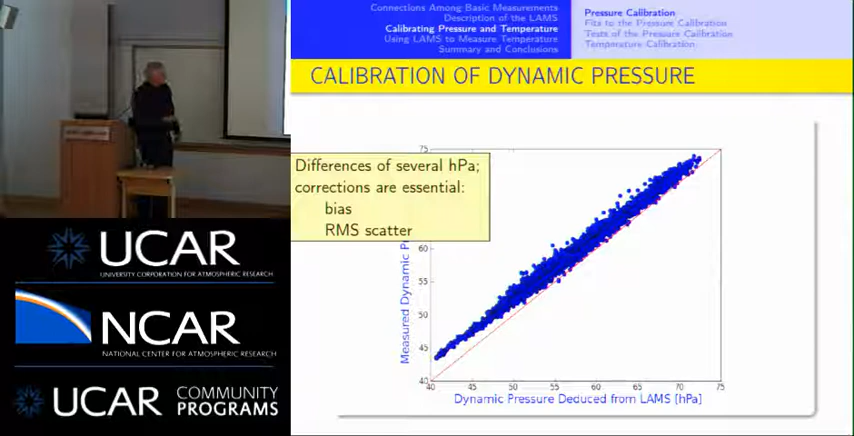 Connections Among Basic Measurements
Description of the LAMS
Calibrating Pressure and Temperature
Using LAMS to Measure Temperature
Summary and Conclusions
Pressure Calibration
Fits to the Pressure Calibration
Tests of the Pressure Calibration
Temperature Calibration
CALIBRATION OF DYNAMIC PRESSURE
Differences of several hPa;
corrections are essential:
bias
RMS scatter
75
60
55
50
45
40
Measured Dynamic P
40 45 50 55 60 65 70 75
Dynamic Pressure Deduced from LAMS [hPa]
UCAR
UNIVERSITY CORPORATION FOR ATMOSPHERIC RESEARCH
NCAR
NATIONAL CENTER FOR ATMOSPHERIC RESEARCH
UCAR COMMUNITY
PROGRAMS